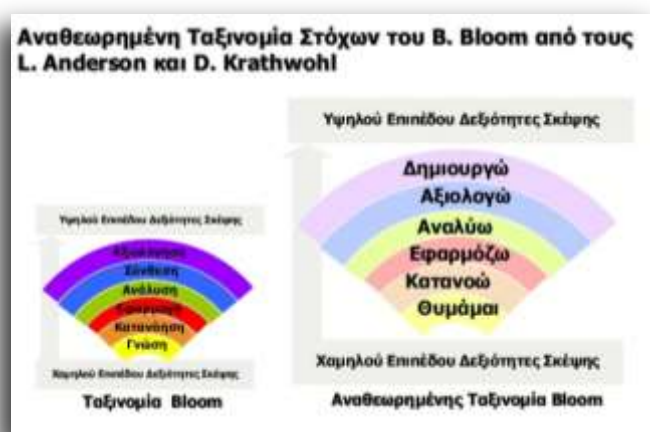 Αναθεωρημένη Ταξινομία Στόχων του B. Bloom από τους
L. Anderson και D. Krathwohl
Υψηλού Επιπέδου Δεξιότητες Σκέψης
Δημιουργώ
Αξιολογώ
Αναλύω
Εφαρμόζω
Κατανοώ
Θυμάμαι
Χαμηλού Επιπέδου Δεξιότητες Σκέψης
Αναθεωρημένης Ταξινομία Bloom
Υψηλού Επιπέδου Δεξιότητες Σκέψης
Αξιολόγηση
Σύνθεση
Ανάλυση
Εφαρμογή
Κατανόηση
Γνώση
Χαμηλού Επιπέδου Δεξιότητες Σκέψης
Ταξινομία Bloom